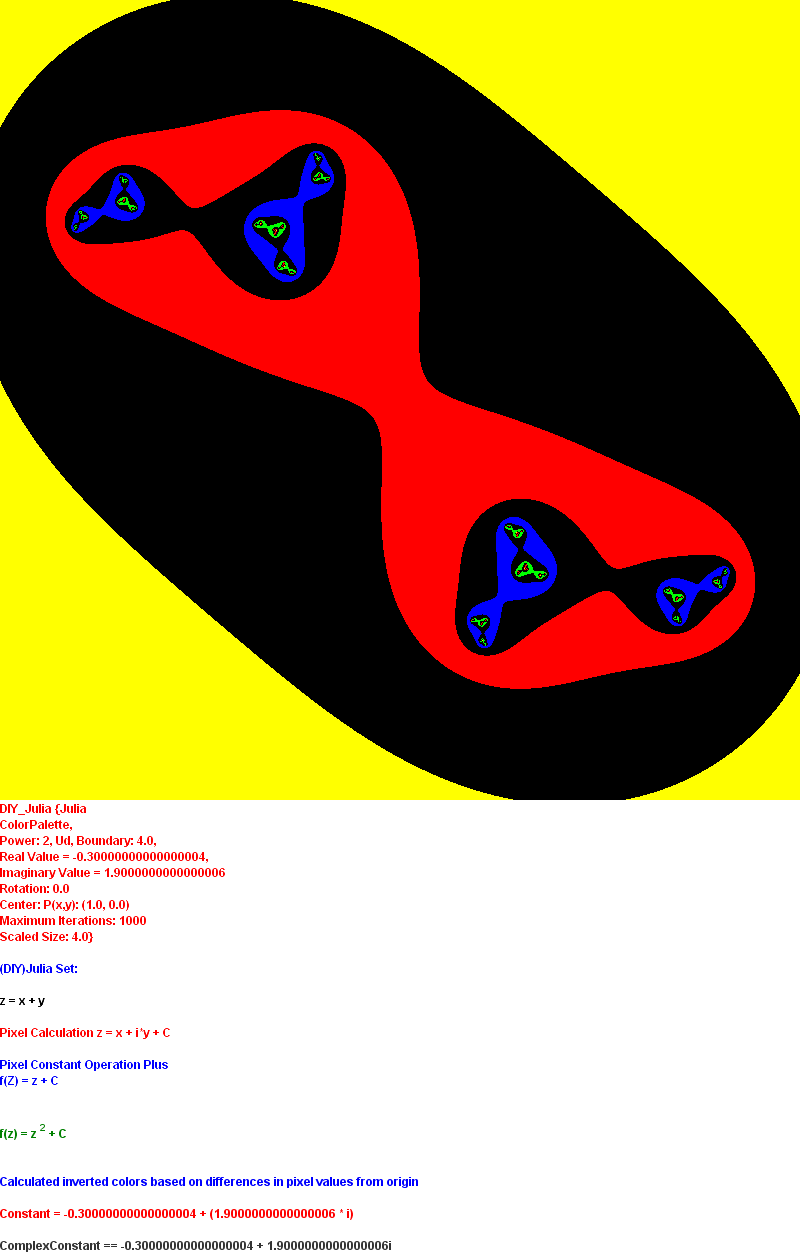 DIY_Julia {Julia
ColorPalette,
Power: 2, Ud, Boundary: 4.0,
Real Value = -0.30000000000000004,
Imaginary Value = 1.9000000000000006
Rotation: 0.0
Center: P(x,y): (1.0, 0.0)
Maximum Iterations: 1000
Scaled Size: 4.0}
(DIY)Julia Set:
z = x + y
Pixel Calculation z = x + i*y + C
Pixel Constant Operation Plus
f(Z) = z + C
f(z) = z ² + C
Calculated inverted colors based on differences in pixel values from origin
Constant = -0.30000000000000004 + (1.9000000000000006 * i)
ComplexConstant == -0.30000000000000004 + 1.9000000000000006i